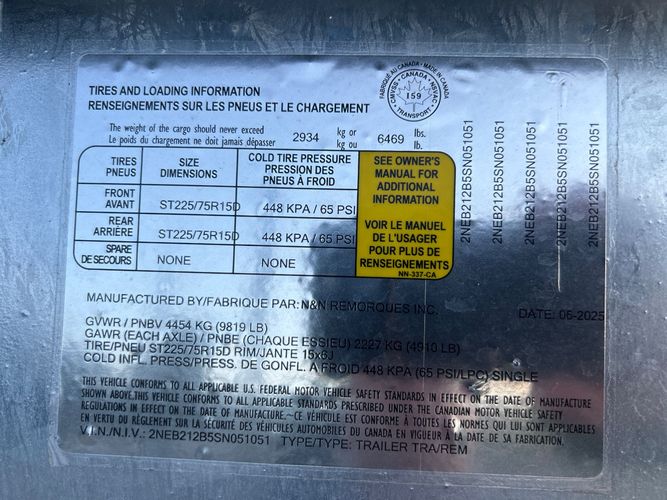 TIRES AND LOADING INFORMATION
RENSEIGNEMENTS SUR LES PNEUS ET LE CHARGEMENT
FABRIQUÉ AU CANADA - MADE IN CANADA
CMVSS - CANADA - NSVAC
159
TRANSPORT
The weight of the cargo should never exceed 2934 kg or 6469 lbs.
Le poids du chargement ne doit jamais dépasser kg ou lb.
TIRES PNEUS
SIZE DIMENSIONS
COLD TIRE PRESSURE PRESSION DES PNEUS À FROID
FRONT AVANT ST225/75R15D 448 KPA / 65 PSI
REAR ARRIÈRE ST225/75R15D 448 KPA / 65 PSI
SPARE DE SECOURS NONE NONE
SEE OWNER'S
MANUAL FOR
ADDITIONAL
INFORMATION
VOIR LE MANUEL
DE L'USAGER
POUR PLUS DE
RENSEIGNEMENTS
NN-337-CA
2NEB212B5SN051051
2NEB212B5SN051051
2NEB212B5SN051051
2NEB212B5SN051051
2NEB212B5SN051051
MANUFACTURED BY/FABRIQUE PAR: N&N REMORQUES INC. DATE: 06-2025
GVWR / PNBV 4454 KG (9819 LB)
GAWR (EACH AXLE) / PNBE (CHAQUE ESSIEU) 2227 KG (4910 LB)
TIRE/PNEU ST225/75R15D RIM/JANTE 15x6J
COLD INFL. PRESS/PRESS. DE GONFL. A FROID 448 KPA (65 PSI/LPC) SINGLE
THIS VEHICLE CONFORMS TO ALL APPLICABLE U.S. FEDERAL MOTOR VEHICLE SAFETY STANDARDS IN EFFECT ON THE DATE OF MANUFACTURE
SHOWN ABOVE.THIS VEHICLE CONFORMS TO ALL APPLICABLE STANDARDS PRESCRIBED UNDER THE CANADIAN MOTOR VEHICLE SAFETY
REGULATIONS IN EFFECT ON THE DATE OF MANUFACTURE.~CE VÉHICULE EST CONFORME À TOUTES LES NORMES QUI LUI SONT APPLICABLES
EN VERTU DU RÈGLEMENT SUR LA SÉCURITÉ DES VÉHICULES AUTOMOBILES DU CANADA EN VIGUEUR À LA DATE DE SA FABRICATION.
V.I.N./N.I.V.: 2NEB212B5SN051051 TYPE/TYPE: TRAILER TRA/REM